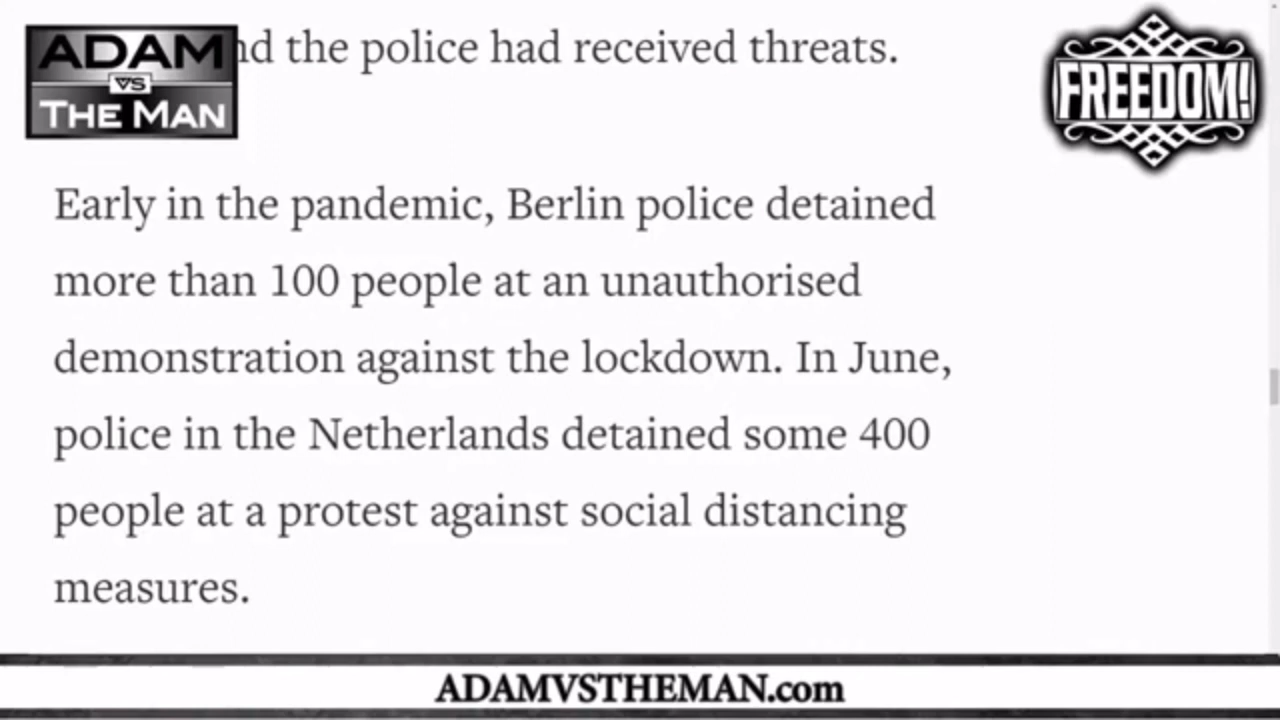 ADAM
VS
THE MAN
nd the police had received threats.
FREEDOM!
Early in the pandemic, Berlin police detained
more than 100 people at an unauthorised
demonstration against the lockdown. In June,
police in the Netherlands detained some 400
people at a protest against social distancing
measures.
ADAMVSTHEMAN.com